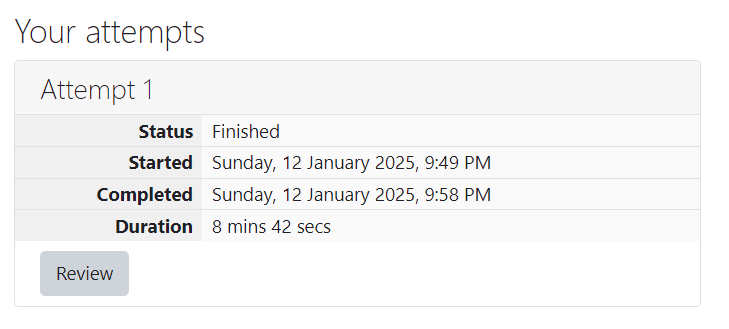 Your attempts
Attempt 1
Status Finished
Started Sunday, 12 January 2025, 9:49 PM
Completed Sunday, 12 January 2025, 9:58 PM
Duration 8 mins 42 secs
Review